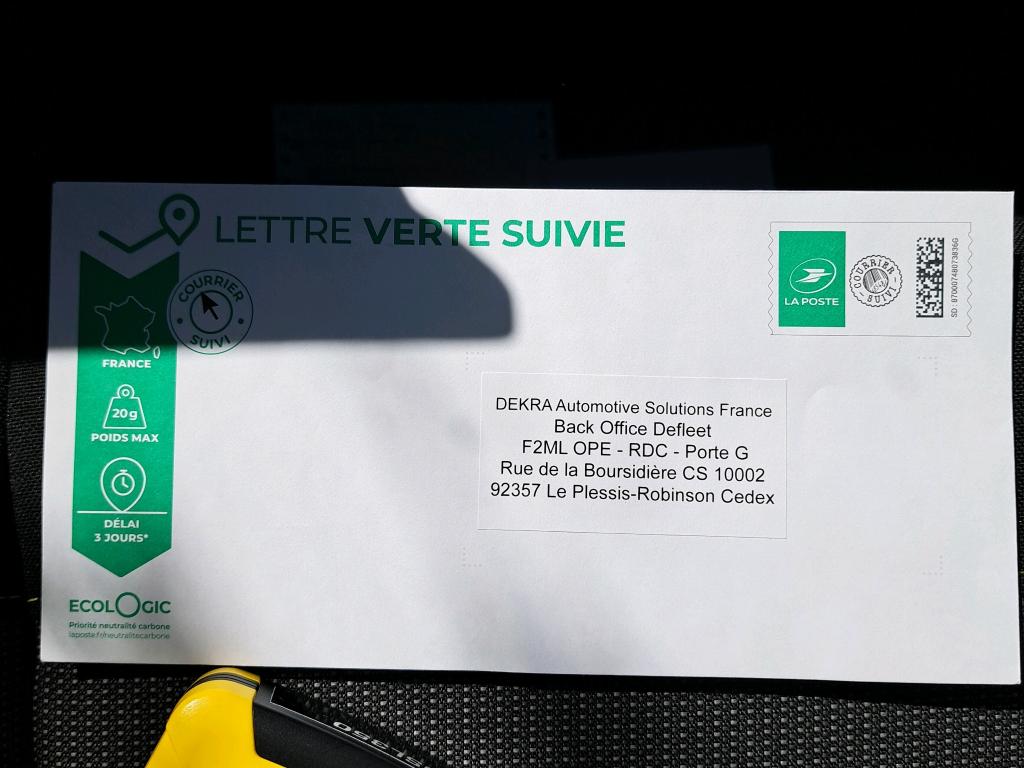 LETTRE VERTE SUIVIE
COURRIER
SUIVI
FRANCE
20g
POIDS MAX
DÉLAI
3 JOURS*
ECOLOGIC
Priorité neutralité carbone
laposte.fr/neutralitecarbone
LA POSTE
COURRIER
SUIVI
SD : 87000748073836G
DEKRA Automotive Solutions France
Back Office Defleet
F2ML OPE - RDC - Porte G
Rue de la Boursidière CS 10002
92357 Le Plessis-Robinson Cedex